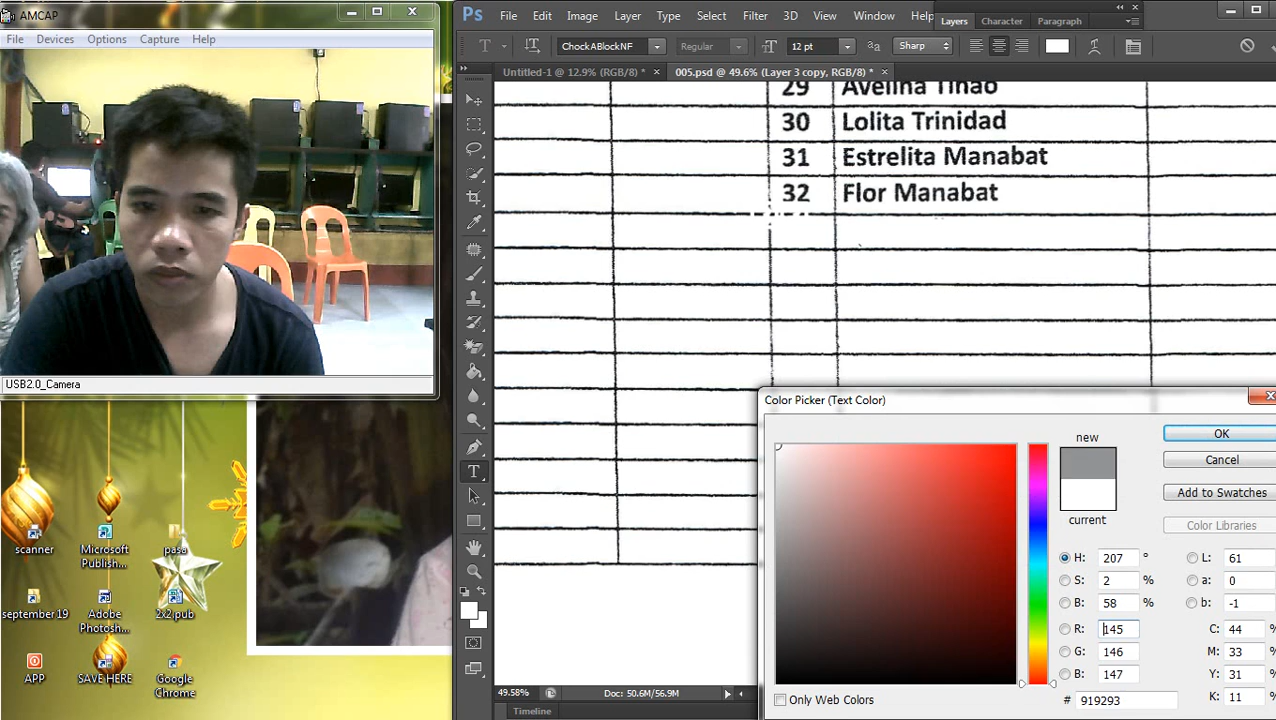 AMCAP
File Devices Options Capture Help
USB2.0_Camera
scanner
Microsoft Publish...
pasa
september 19
Adobe Photosh...
2x2 pub
APP
SAVE HERE
Google Chrome
Ps File Edit Image Layer Type Select Filter 3D View Window Help
Layers Character Paragraph
T ChockABlockNF Regular 12 pt Sharp
Untitled-1 @ 12.9% (RGB/8) * × 005.psd @ 49.6% (Layer 3 copy, RGB/8) * ×
29 Avelina Tinao
30 Lolita Trinidad
31 Estrelita Manabat
32 Flor Manabat
Color Picker (Text Color)
new
current
OK
Cancel
Add to Swatches
Color Libraries
H: 207 ° L: 61
S: 2 % a: 0
B: 58 % b: -1
R: 145 C: 44 %
G: 146 M: 33 %
B: 147 Y: 31 %
# 919293 K: 11 %
Only Web Colors
49.58% Doc: 50.6M/56.9M
Timeline